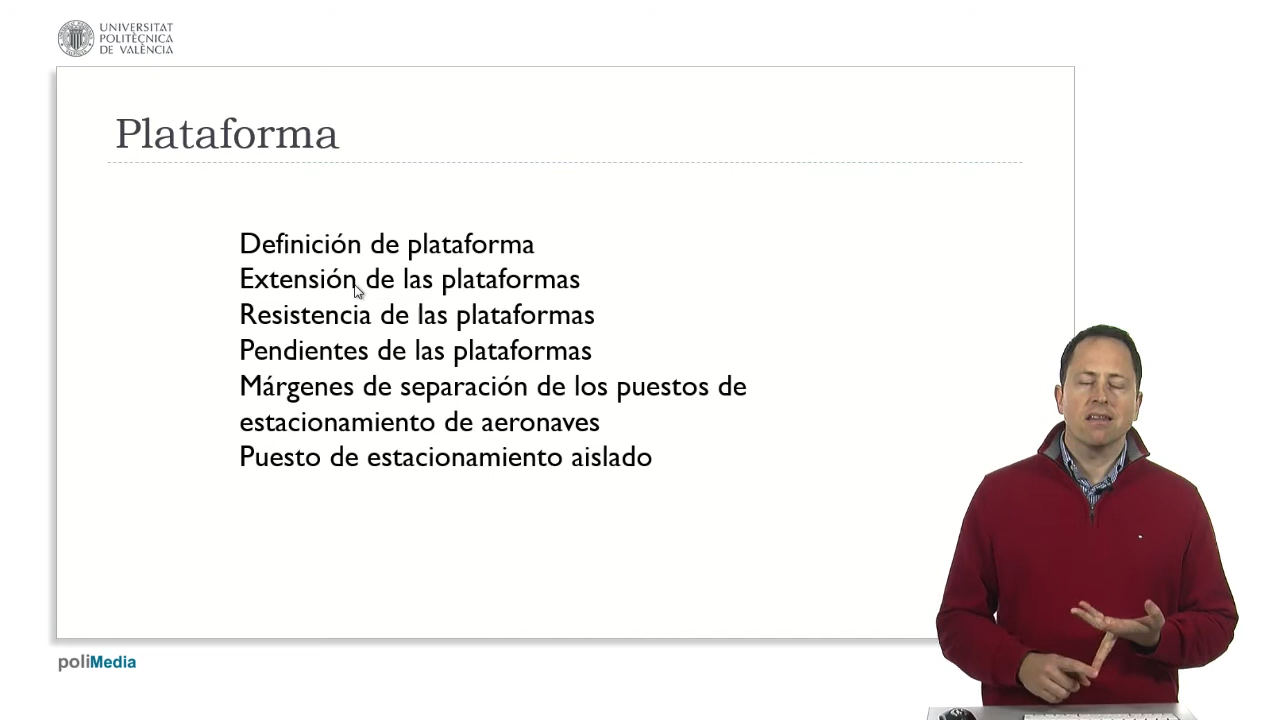 UNIVERSITAT
POLITÈCNICA
DE VALÈNCIA
Plataforma
Definición de plataforma
Extensión de las plataformas
Resistencia de las plataformas
Pendientes de las plataformas
Márgenes de separación de los puestos de
estacionamiento de aeronaves
Puesto de estacionamiento aislado
poliMedia